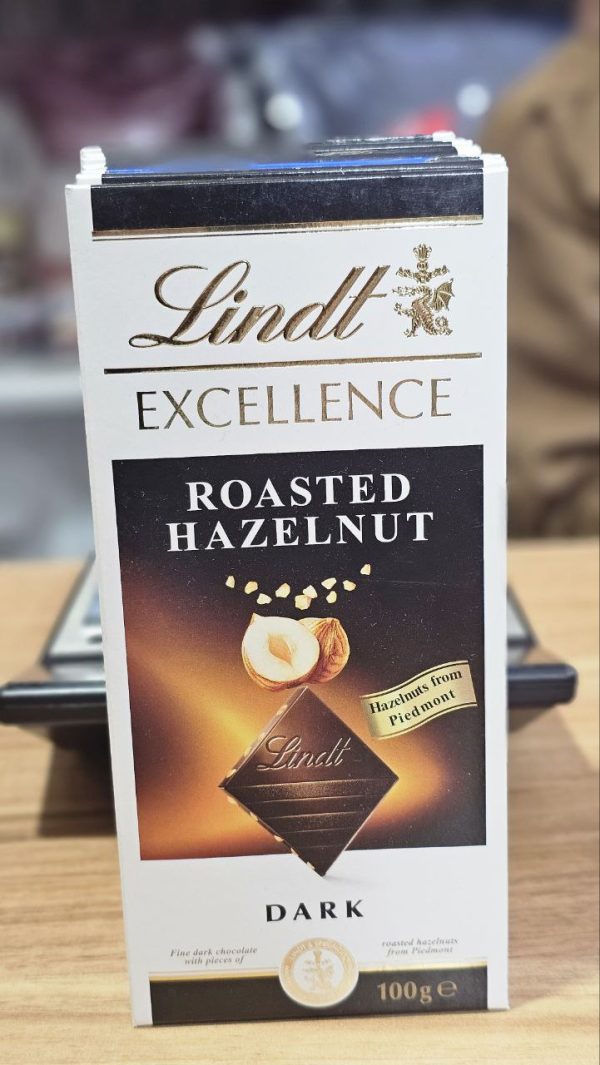 Lindt
EXCELLENCE
ROASTED
HAZELNUT
Hazelnuts from
Piedmont
Lindt
DARK
Fine dark chocolate
with pieces of
roasted hazelnuts
from Piedmont
100g ℮